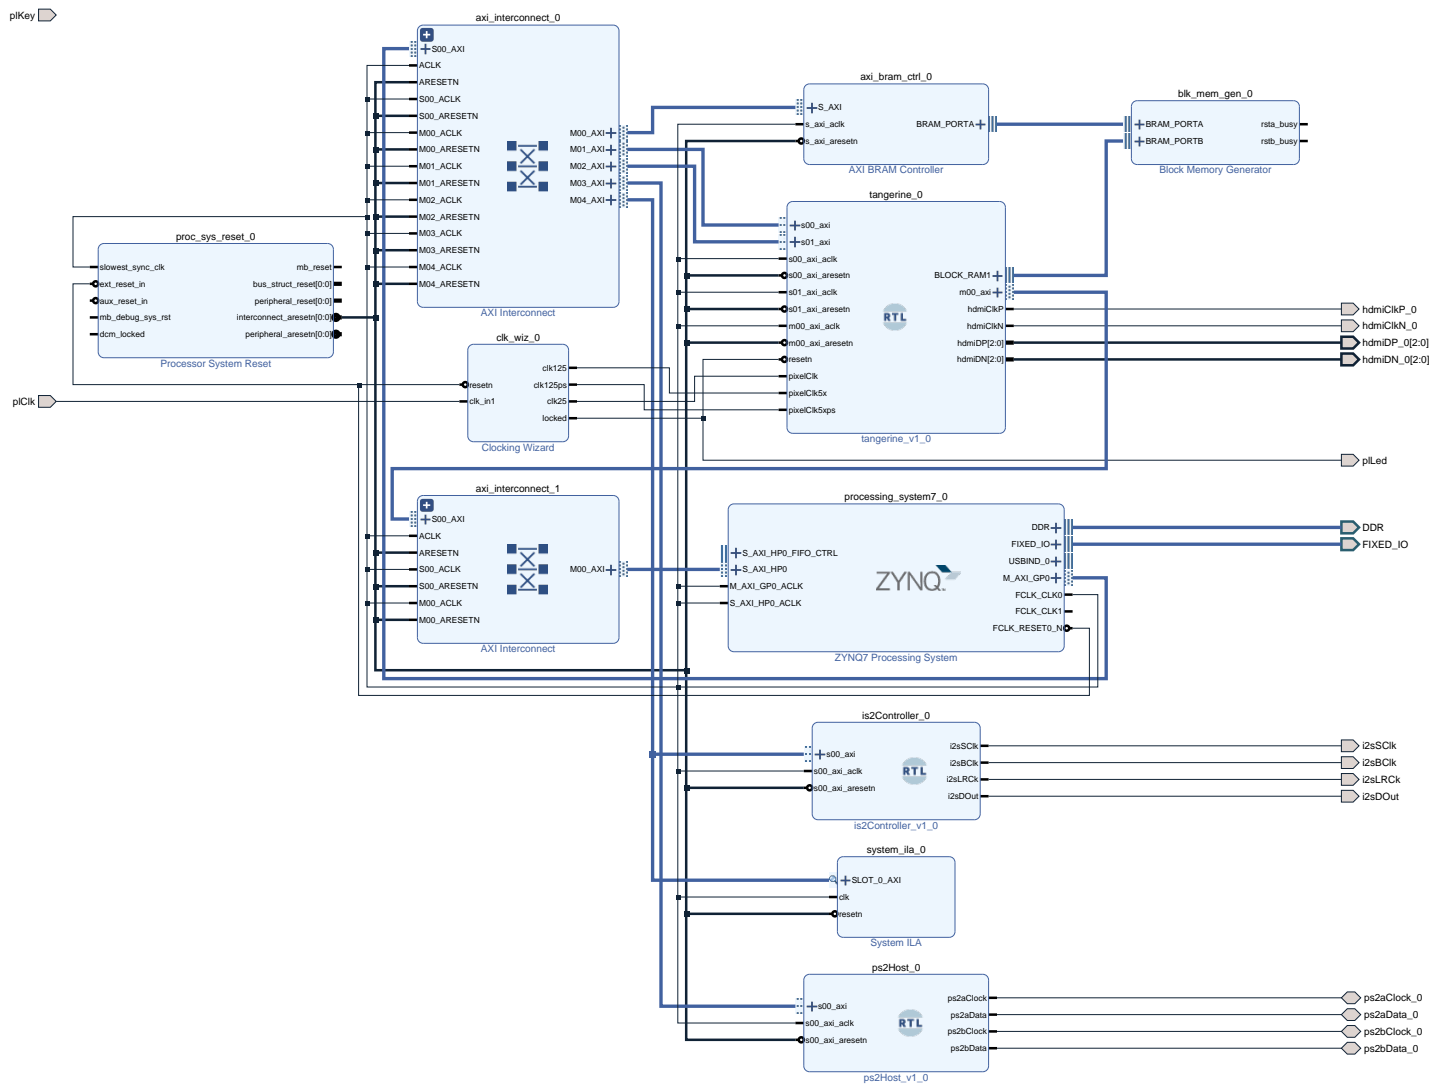 plKey
plClk
axi_interconnect_0
S00_AXI
ACLK
ARESETN
S00_ACLK
S00_ARESETN
M00_ACLK
M00_ARESETN
M01_ACLK
M01_ARESETN
M02_ACLK
M02_ARESETN
M03_ACLK
M03_ARESETN
M04_ACLK
M04_ARESETN
M00_AXI
M01_AXI
M02_AXI
M03_AXI
M04_AXI
AXI Interconnect
proc_sys_reset_0
slowest_sync_clk
ext_reset_in
aux_reset_in
mb_debug_sys_rst
dcm_locked
mb_reset
bus_struct_reset[0:0]
peripheral_reset[0:0]
interconnect_aresetn[0:0]
peripheral_aresetn[0:0]
Processor System Reset
clk_wiz_0
resetn
clk_in1
clk125
clk125ps
clk25
locked
Clocking Wizard
axi_bram_ctrl_0
S_AXI
s_axi_aclk
s_axi_aresetn
BRAM_PORTA
AXI BRAM Controller
blk_mem_gen_0
BRAM_PORTA
BRAM_PORTB
rsta_busy
rstb_busy
Block Memory Generator
tangerine_0
s00_axi
s01_axi
s00_axi_aclk
s00_axi_aresetn
s01_axi_aclk
s01_axi_aresetn
m00_axi_aclk
m00_axi_aresetn
resetn
pixelClk
pixelClk5x
pixelClk5xps
RTL
BLOCK_RAM1
m00_axi
hdmiClkP
hdmiClkN
hdmiDP[2:0]
hdmiDN[2:0]
tangerine_v1_0
hdmiClkP_0
hdmiClkN_0
hdmiDP_0[2:0]
hdmiDN_0[2:0]
plLed
axi_interconnect_1
S00_AXI
ACLK
ARESETN
S00_ACLK
S00_ARESETN
M00_ACLK
M00_ARESETN
M00_AXI
AXI Interconnect
processing_system7_0
S_AXI_HP0_FIFO_CTRL
S_AXI_HP0
M_AXI_GP0_ACLK
S_AXI_HP0_ACLK
ZYNQ
DDR
FIXED_IO
USBIND_0
M_AXI_GP0
FCLK_CLK0
FCLK_CLK1
FCLK_RESET0_N
ZYNQ7 Processing System
DDR
FIXED_IO
is2Controller_0
s00_axi
s00_axi_aclk
s00_axi_aresetn
RTL
i2sSClk
i2sBClk
i2sLRCk
i2sDOut
is2Controller_v1_0
i2sSClk
i2sBClk
i2sLRCk
i2sDOut
system_ila_0
SLOT_0_AXI
clk
resetn
System ILA
ps2Host_0
s00_axi
s00_axi_aclk
s00_axi_aresetn
RTL
ps2aClock
ps2aData
ps2bClock
ps2bData
ps2Host_v1_0
ps2aClock_0
ps2aData_0
ps2bClock_0
ps2bData_0